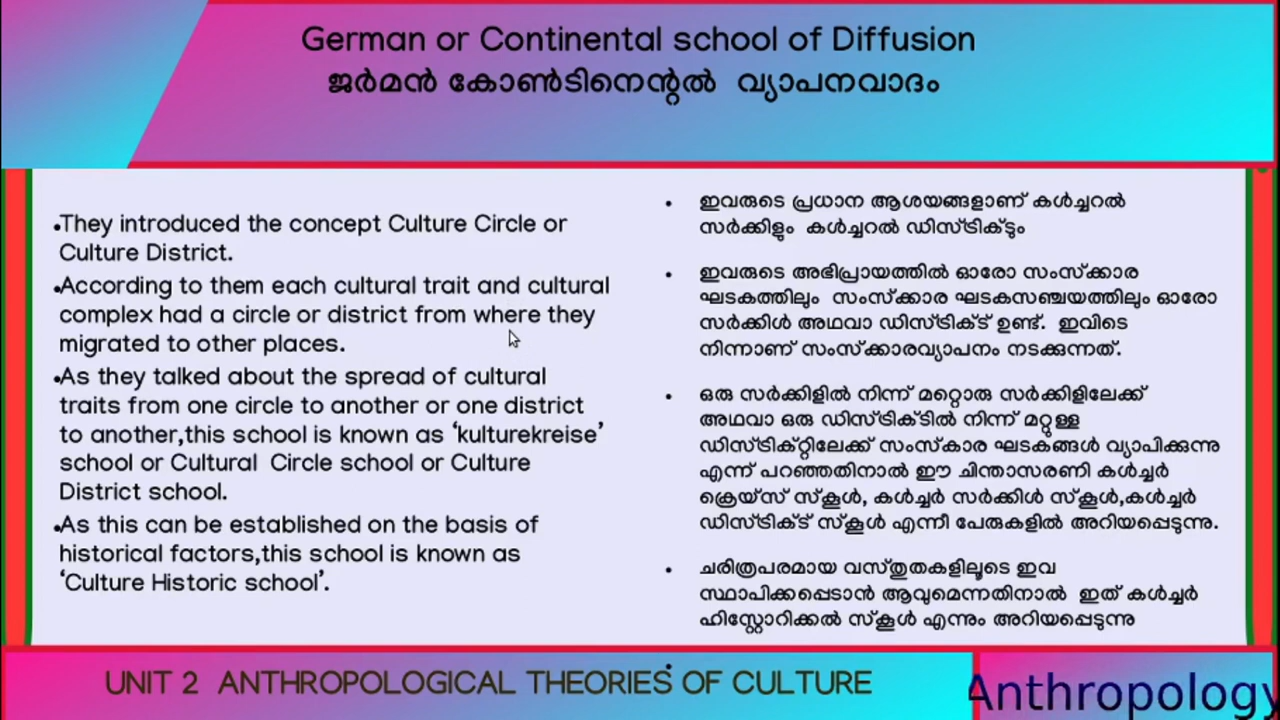 German or Continental school of Diffusion
ജർമൻ കോൺടിനെന്റൽ വ്യാപനവാദം
•They introduced the concept Culture Circle or
Culture District.
•According to them each cultural trait and cultural
complex had a circle or district from where they
migrated to other places.
•As they talked about the spread of cultural
traits from one circle to another or one district
to another,this school is known as ‘kulturekreise’
school or Cultural Circle school or Culture
District school.
•As this can be established on the basis of
historical factors,this school is known as
‘Culture Historic school’.
• ഇവരുടെ പ്രധാന ആശയങ്ങളാണ് കൾച്ചറൽ
സർക്കിളും കൾച്ചറൽ ഡിസ്ട്രിക്ടും
• ഇവരുടെ അഭിപ്രായത്തിൽ ഓരോ സംസ്ക്കാര
ഘടകത്തിലും സംസ്ക്കാര ഘടകസഞ്ചയത്തിലും ഓരോ
സർക്കിൾ അഥവാ ഡിസ്ട്രിക്ട് ഉണ്ട്. ഇവിടെ
നിന്നാണ് സംസ്ക്കാരവ്യാപനം നടക്കുന്നത്.
• ഒരു സർക്കിളിൽ നിന്ന് മറ്റൊരു സർക്കിളിലേക്ക്
അഥവാ ഒരു ഡിസ്ട്രിക്ടിൽ നിന്ന് മറ്റുള്ള
ഡിസ്ട്രിക്റ്റിലേക്ക് സംസ്കാര ഘടകങ്ങൾ വ്യാപിക്കുന്നു
എന്ന് പറഞ്ഞതിനാൽ ഈ ചിന്താസരണി കൾച്ചർ
ക്രെയ്സ് സ്കൂൾ, കൾച്ചർ സർക്കിൾ സ്കൂൾ,കൾച്ചർ
ഡിസ്ട്രിക്ട് സ്കൂൾ എന്നീ പേരുകളിൽ അറിയപ്പെടുന്നു.
• ചരിത്രപരമായ വസ്തുതകളിലൂടെ ഇവ
സ്ഥാപിക്കപ്പെടാൻ ആവുമെന്നതിനാൽ ഇത് കൾച്ചർ
ഹിസ്റ്റോറിക്കൽ സ്കൂൾ എന്നും അറിയപ്പെടുന്നു
UNIT 2 ANTHROPOLOGICAL THEORIES OF CULTURE
Anthropology